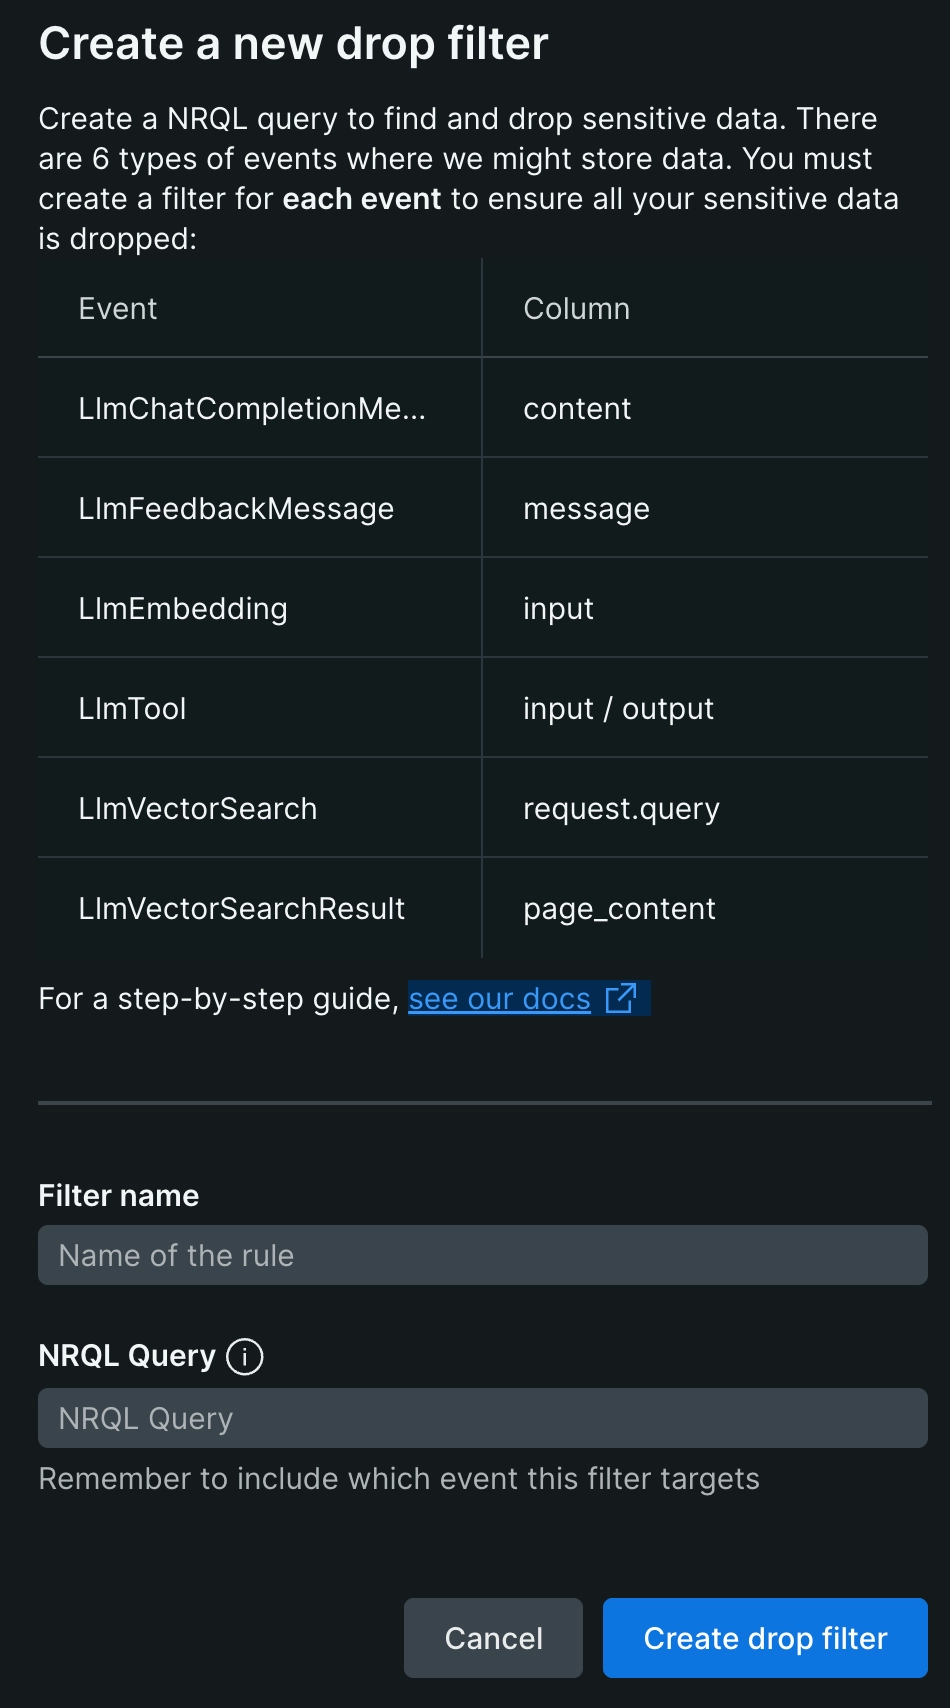 Create a new drop filter
Create a NRQL query to find and drop sensitive data. There
are 6 types of events where we might store data. You must
create a filter for each event to ensure all your sensitive data
is dropped:
Event Column
LlmChatCompletionMe... content
LlmFeedbackMessage message
LlmEmbedding input
LlmTool input / output
LlmVectorSearch request.query
LlmVectorSearchResult page_content
For a step-by-step guide, see our docs
Filter name
Name of the rule
NRQL Query
NRQL Query
Remember to include which event this filter targets
Cancel Create drop filter